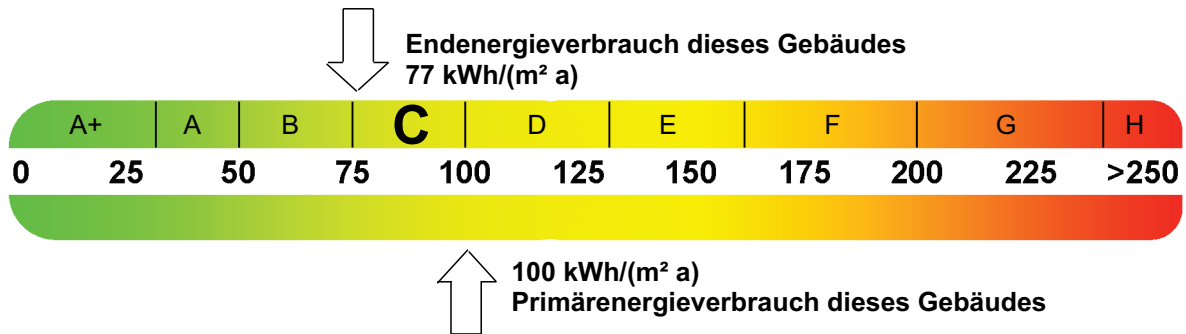 Endenergieverbrauch dieses Gebäudes
77 kWh/(m² a)
A+ A B C D E F G H
0 25 50 75 100 125 150 175 200 225 >250
100 kWh/(m² a)
Primärenergieverbrauch dieses Gebäudes